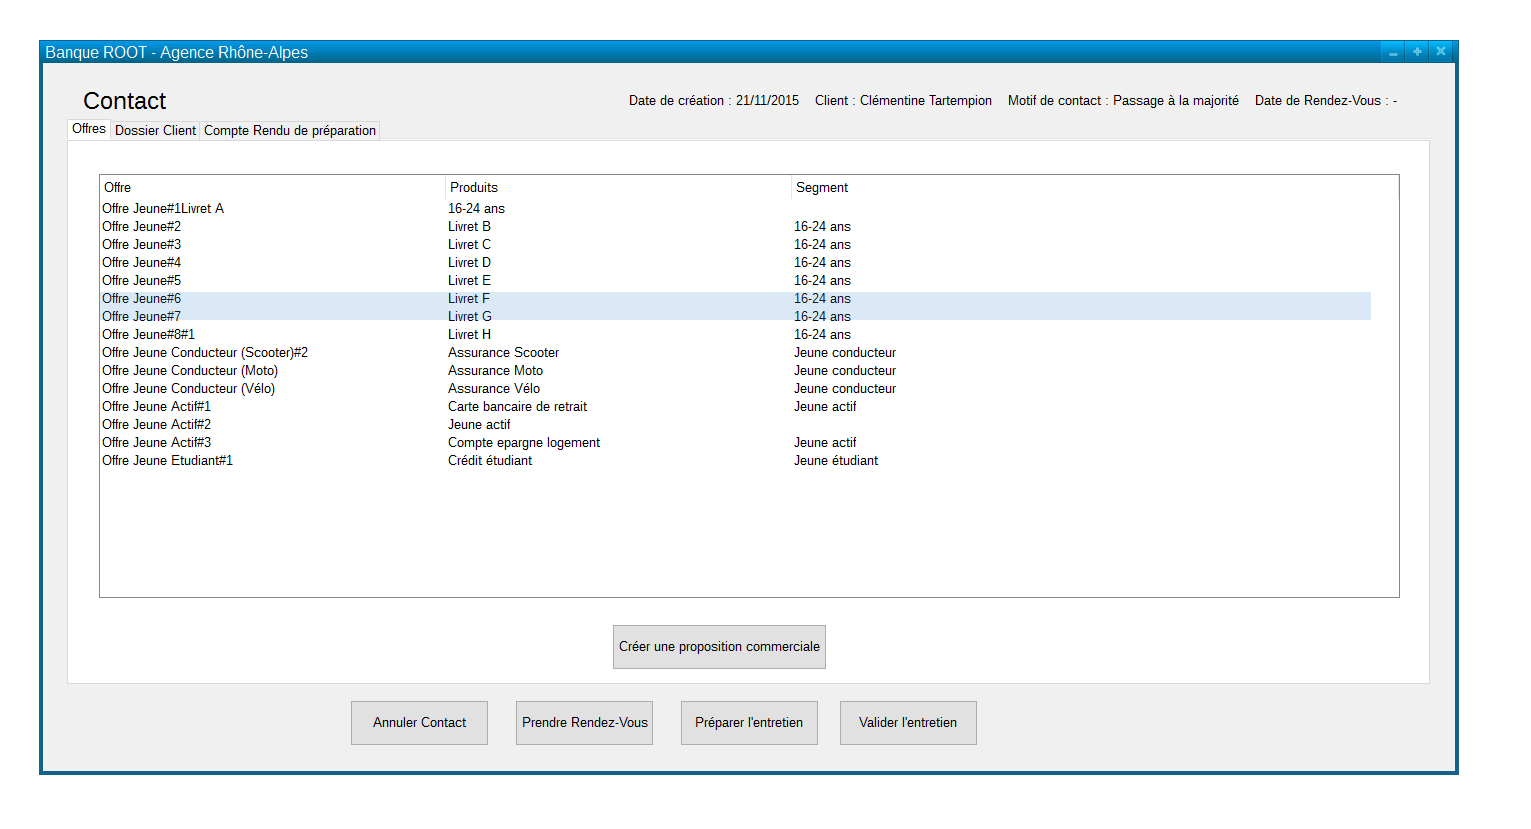 Banque ROOT - Agence Rhône-Alpes
Contact
Date de création : 21/11/2015 Client : Clémentine Tartempion Motif de contact : Passage à la majorité Date de Rendez-Vous : -
Offres Dossier Client Compte Rendu de préparation
Offre Produits Segment
Offre Jeune#1Livret A 16-24 ans
Offre Jeune#2 Livret B 16-24 ans
Offre Jeune#3 Livret C 16-24 ans
Offre Jeune#4 Livret D 16-24 ans
Offre Jeune#5 Livret E 16-24 ans
Offre Jeune#6 Livret F 16-24 ans
Offre Jeune#7 Livret G 16-24 ans
Offre Jeune#8#1 Livret H 16-24 ans
Offre Jeune Conducteur (Scooter)#2 Assurance Scooter Jeune conducteur
Offre Jeune Conducteur (Moto) Assurance Moto Jeune conducteur
Offre Jeune Conducteur (Vélo) Assurance Vélo Jeune conducteur
Offre Jeune Actif#1 Carte bancaire de retrait Jeune actif
Offre Jeune Actif#2 Jeune actif
Offre Jeune Actif#3 Compte epargne logement Jeune actif
Offre Jeune Etudiant#1 Crédit étudiant Jeune étudiant
Créer une proposition commerciale
Annuler Contact Prendre Rendez-Vous Préparer l'entretien Valider l'entretien